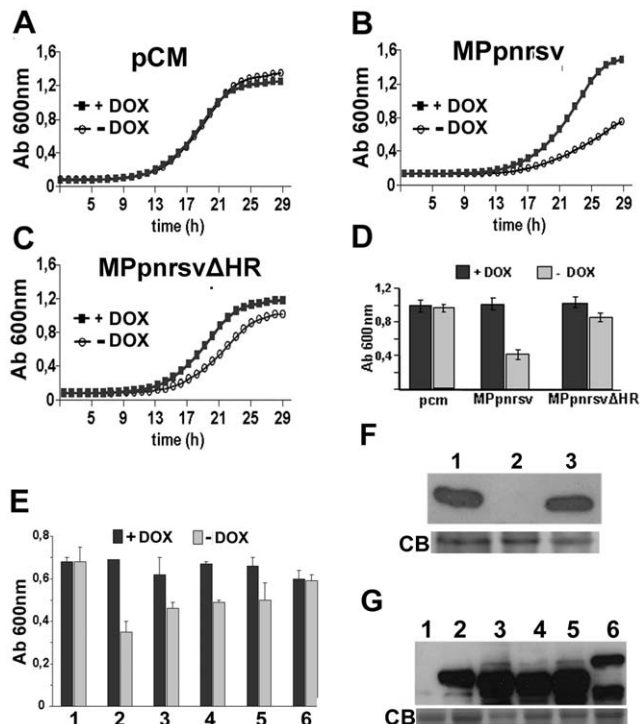 A
pCM
1,6
1,2
0,8
0,4
0
Ab 600nm
+ DOX
- DOX
5 9 13 17 21 25 29
time (h)
B
MPpnrsv
1,6
1,2
0,8
0,4
0
Ab 600nm
+ DOX
- DOX
5 9 13 17 21 25 29
time (h)
C
MPpnrsvΔHR
1,6
1,2
0,8
0,4
0
Ab 600nm
+ DOX
- DOX
5 9 13 17 21 25 29
time (h)
D
+ DOX - DOX
1,2
0,8
0,4
Ab 600nm
pcm MPpnrsv MPpnrsvΔHR
E
+ DOX - DOX
0,8
0,6
0,4
0,2
0
Ab 600nm
1 2 3 4 5 6
F
1 2 3
CB
G
1 2 3 4 5 6
CB